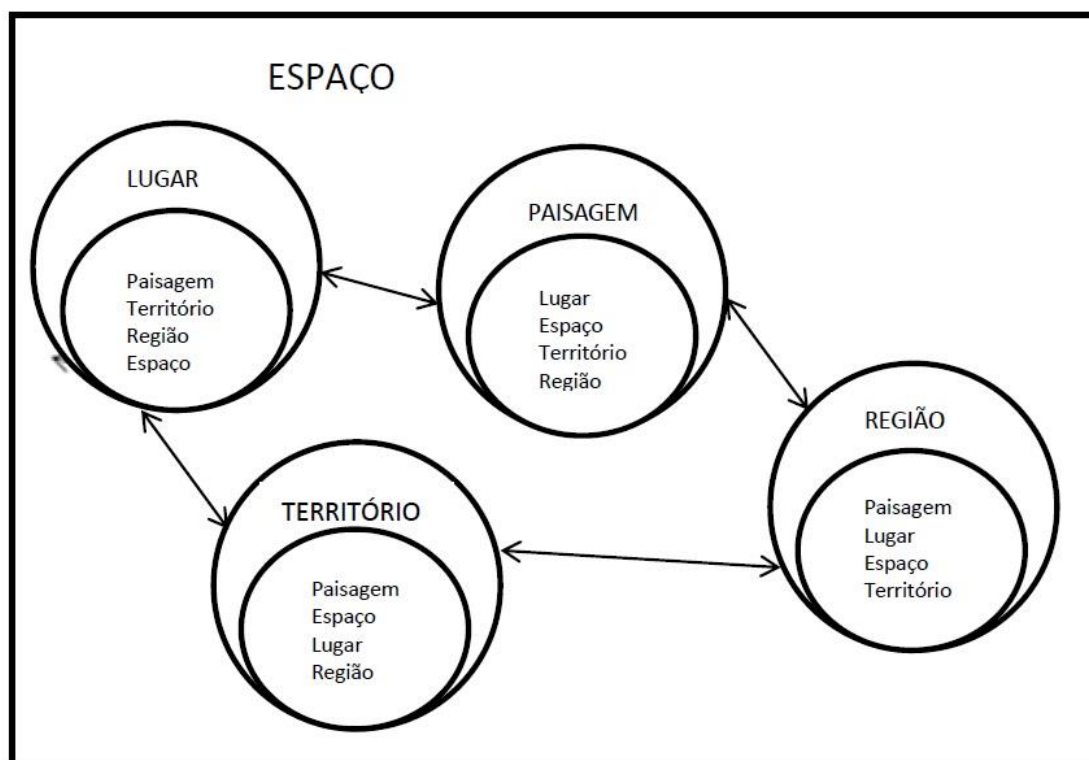 ESPAÇO
LUGAR
Paisagem
Território
Região
Espaço
PAISAGEM
Lugar
Espaço
Território
Região
REGIÃO
Paisagem
Lugar
Espaço
Território
TERRITÓRIO
Paisagem
Espaço
Lugar
Região